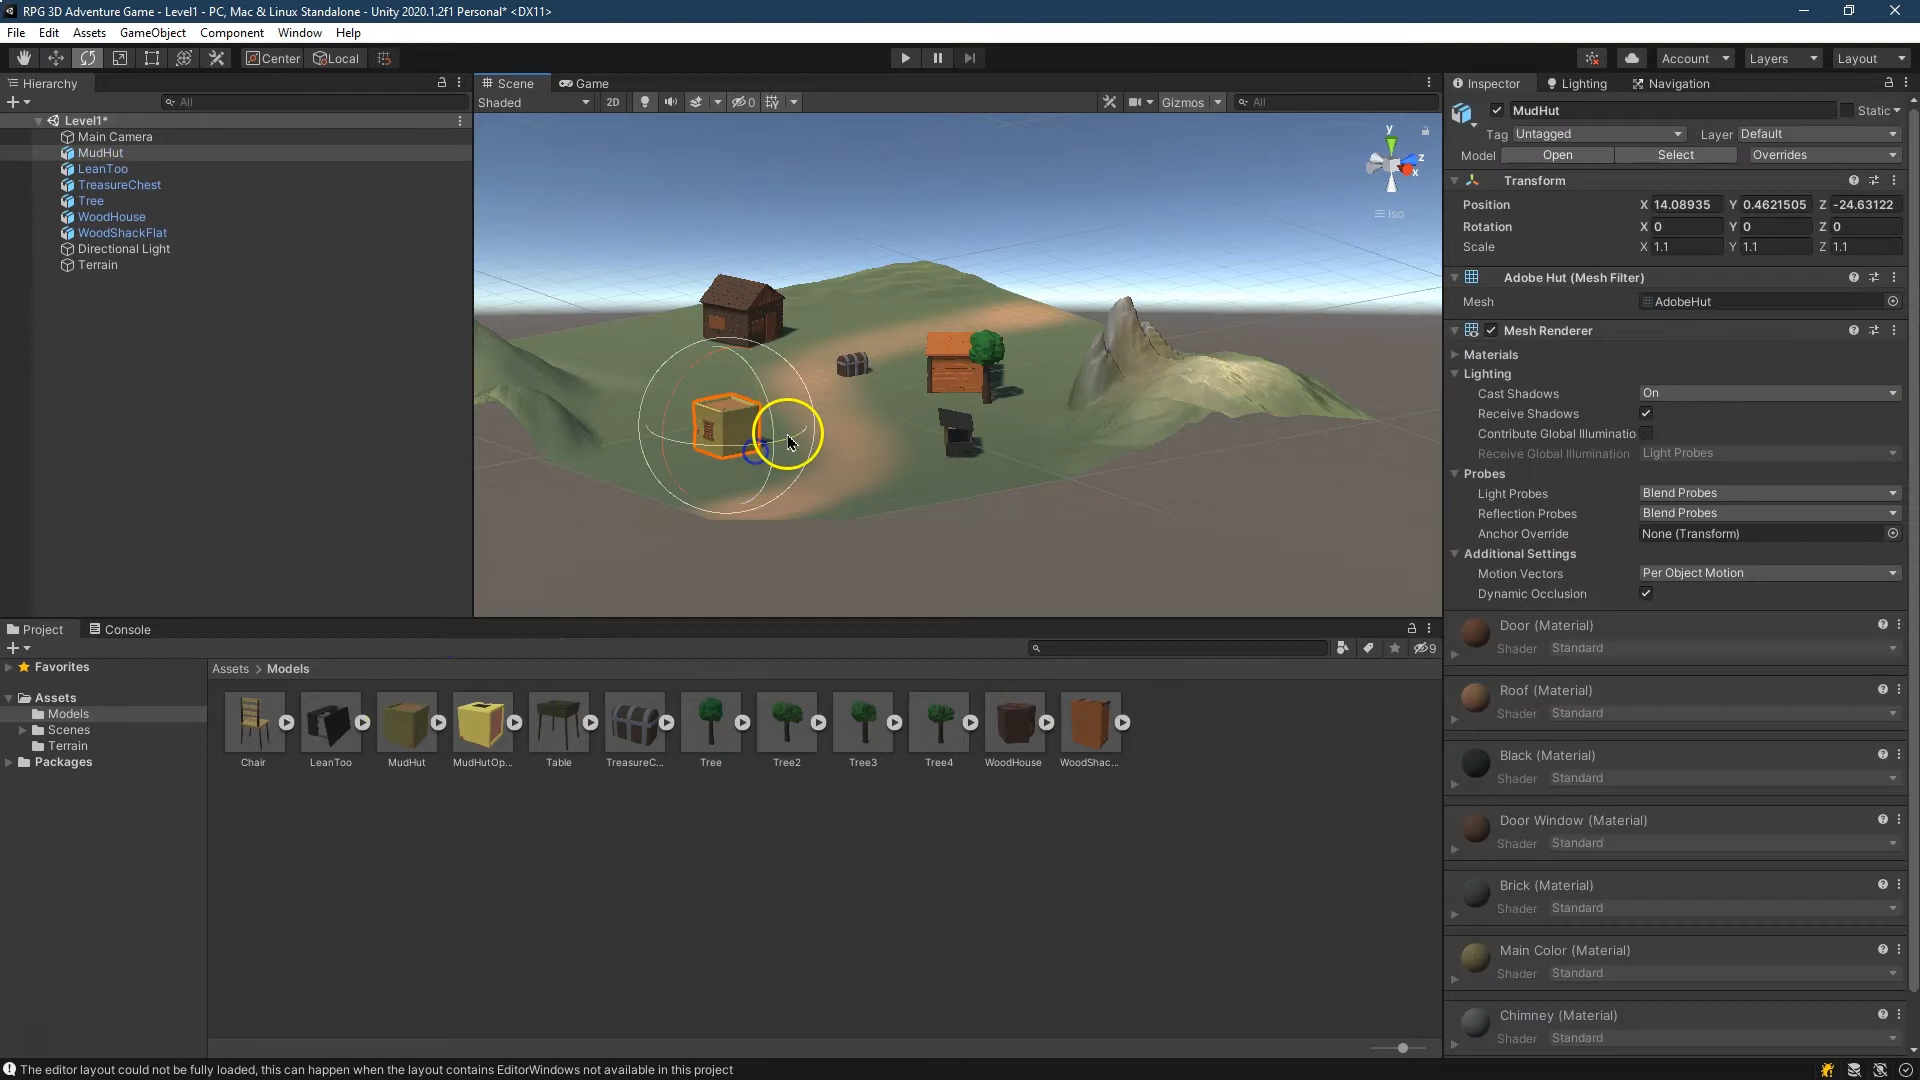 RPG 3D Adventure Game - Level1 - PC, Mac & Linux Standalone - Unity 2020.1.2f1 Personal* <DX11>
File Edit Assets GameObject Component Window Help
Center Local Account Layers Layout
Hierarchy
All
Level1*
Main Camera
MudHut
LeanToo
TreasureChest
Tree
WoodHouse
WoodShackFlat
Directional Light
Terrain
Scene Game
Shaded 2D 0 Gizmos All
y
z
x
Iso
Inspector Lighting Navigation
MudHut Static
Tag Untagged Layer Default
Model Open Select Overrides
Transform
Position X 14.08935 Y 0.4621505 Z -24.63122
Rotation X 0 Y 0 Z 0
Scale X 1.1 Y 1.1 Z 1.1
Adobe Hut (Mesh Filter)
Mesh AdobeHut
Mesh Renderer
Materials
Lighting
Cast Shadows On
Receive Shadows
Contribute Global Illuminatio
Receive Global Illumination Light Probes
Probes
Light Probes Blend Probes
Reflection Probes Blend Probes
Anchor Override None (Transform)
Additional Settings
Motion Vectors Per Object Motion
Dynamic Occlusion
Door (Material)
Shader Standard
Roof (Material)
Shader Standard
Black (Material)
Shader Standard
Door Window (Material)
Shader Standard
Brick (Material)
Shader Standard
Main Color (Material)
Shader Standard
Chimney (Material)
Shader Standard
Project Console
9
Favorites
Assets
Models
Scenes
Terrain
Packages
Assets > Models
Chair LeanToo MudHut MudHutOp... Table TreasureC... Tree Tree2 Tree3 Tree4 WoodHouse WoodShac...
The editor layout could not be fully loaded, this can happen when the layout contains EditorWindows not available in this project